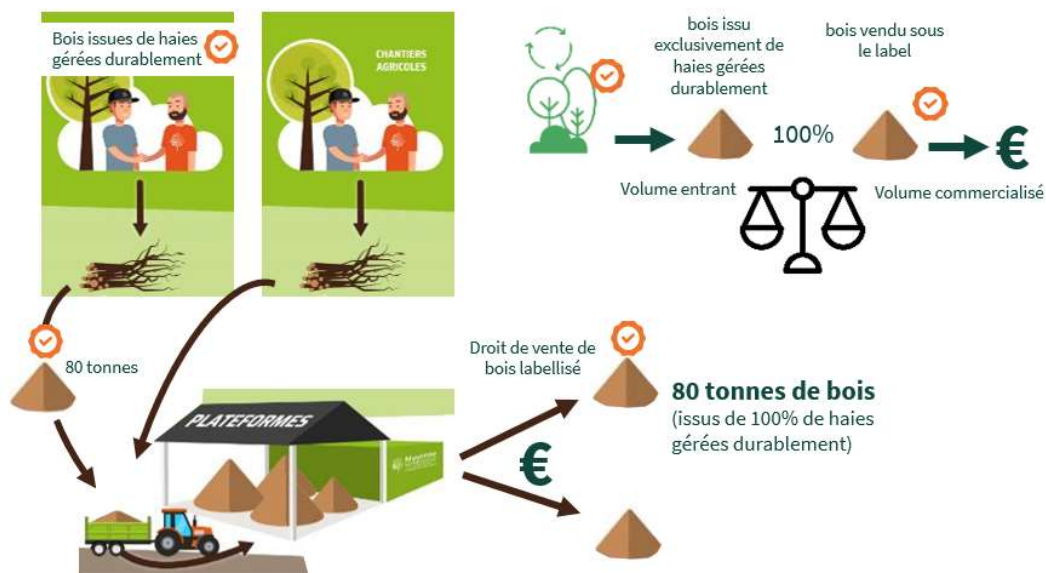 Bois issues de haies
gérées durablement
CHANTIERS
AGRICOLES
bois issu
exclusivement de
haies gérées
durablement
bois vendu sous
le label
100%
€
Volume entrant
Volume commercialisé
80 tonnes
PLATEFORMES
Droit de vente de
bois labellisé
€
80 tonnes de bois
(issus de 100% de haies
gérées durablement)